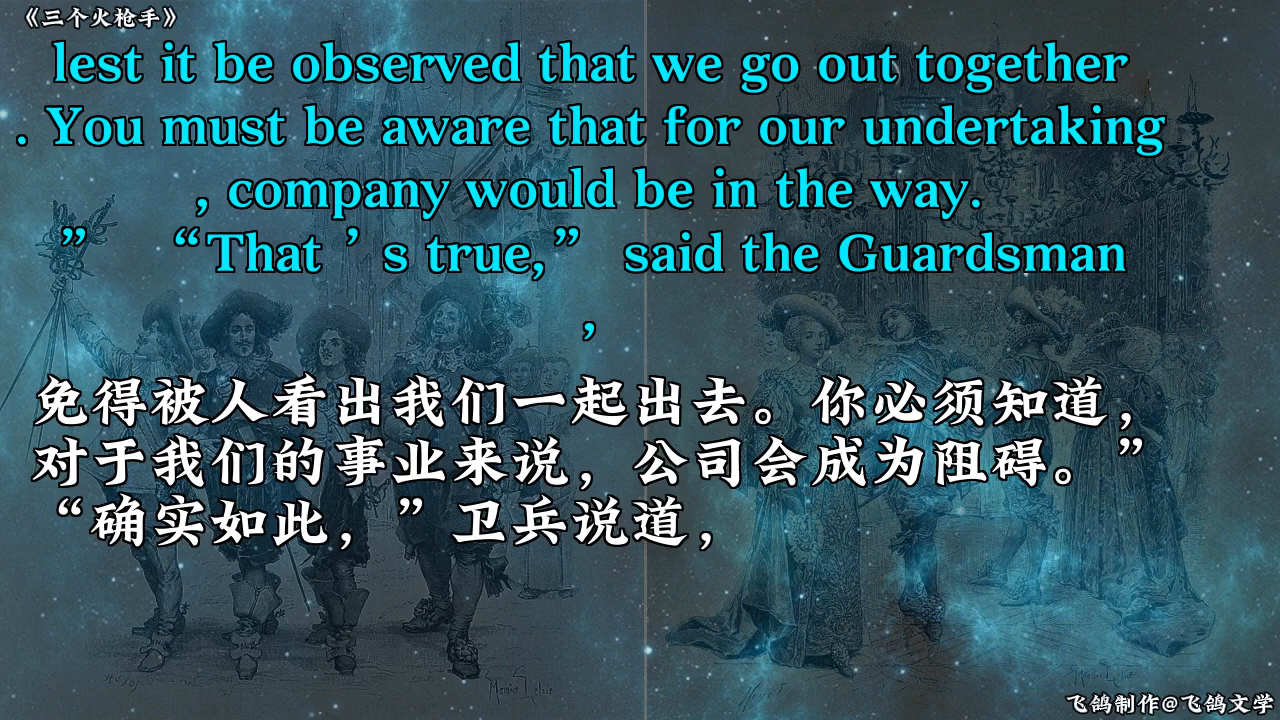 《三个火枪手》
lest it be observed that we go out together
. You must be aware that for our undertaking
, company would be in the way.
” “That ’ s true,” said the Guardsman
,
免得被人看出我们一起出去。你必须知道，
对于我们的事业来说，公司会成为阻碍。”
“确实如此，”卫兵说道，
飞鸽制作@飞鸽文学